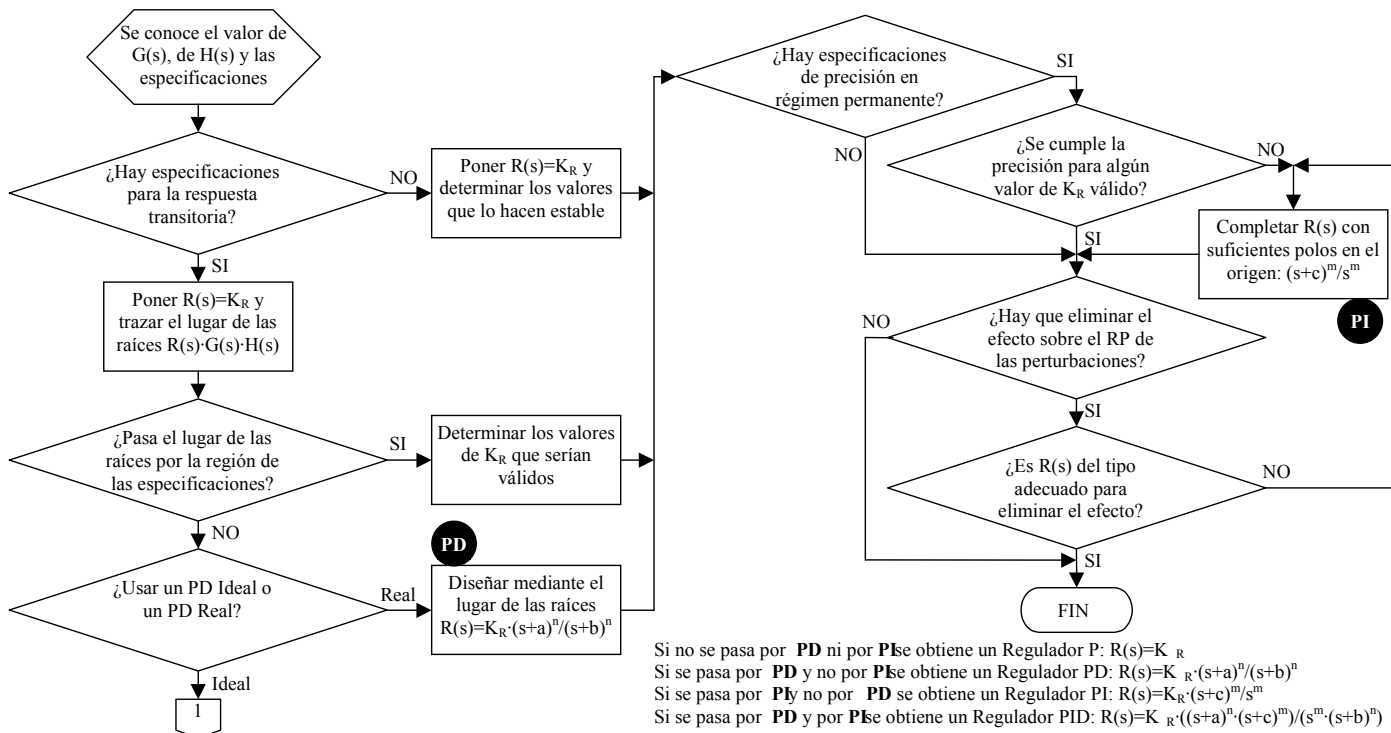 Se conoce el valor de
G(s), de H(s) y las
especificaciones
¿Hay especificaciones
para la respuesta
transitoria?
NO
Poner R(s)=K_R y
determinar los valores
que lo hacen estable
SI
Poner R(s)=K_R y
trazar el lugar de las
raíces R(s)·G(s)·H(s)
¿Pasa el lugar de las
raíces por la región de
las especificaciones?
SI
Determinar los valores
de K_R que serían
válidos
NO
¿Usar un PD Ideal o
un PD Real?
Real
PD
Diseñar mediante el
lugar de las raíces
R(s)=K_R·(s+a)^n/(s+b)^n
Ideal
1
¿Hay especificaciones
de precisión en
régimen permanente?
SI
NO
¿Se cumple la
precisión para algún
valor de K_R válido?
NO
SI
Completar R(s) con
suficientes polos en el
origen: (s+c)^m/s^m
PI
¿Hay que eliminar el
efecto sobre el RP de
las perturbaciones?
NO
SI
¿Es R(s) del tipo
adecuado para
eliminar el efecto?
NO
SI
FIN
Si no se pasa por PD ni por PI se obtiene un Regulador P: R(s)=K_R
Si se pasa por PD y no por PI se obtiene un Regulador PD: R(s)=K_R·(s+a)^n/(s+b)^n
Si se pasa por PI y no por PD se obtiene un Regulador PI: R(s)=K_R·(s+c)^m/s^m
Si se pasa por PD y por PI se obtiene un Regulador PID: R(s)=K_R·((s+a)^n·(s+c)^m)/(s^m·(s+b)^n)